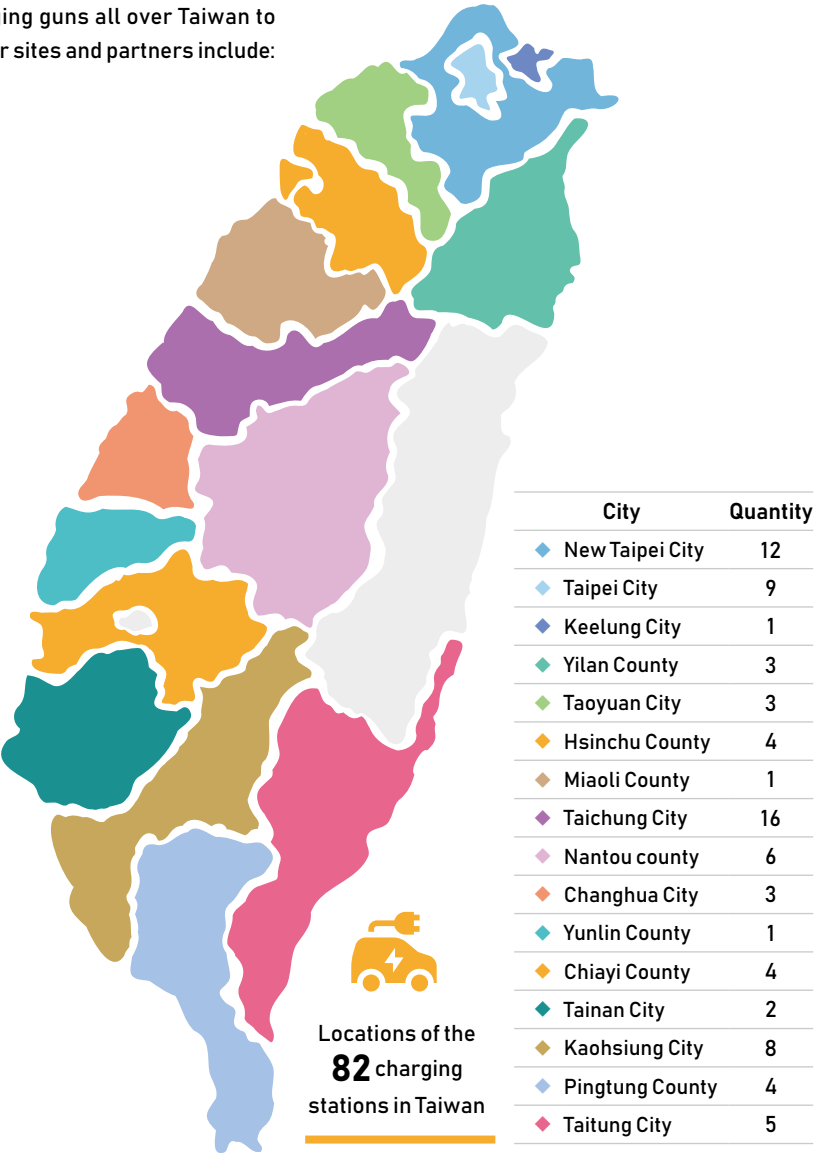 guns all over Taiwan to
sites and partners include:
City Quantity
New Taipei City 12
Taipei City 9
Keelung City 1
Yilan County 3
Taoyuan City 3
Hsinchu County 4
Miaoli County 1
Taichung City 16
Nantou county 6
Changhua City 3
Yunlin County 1
Chiayi County 4
Tainan City 2
Kaohsiung City 8
Pingtung County 4
Taitung City 5
Locations of the
82 charging
stations in Taiwan